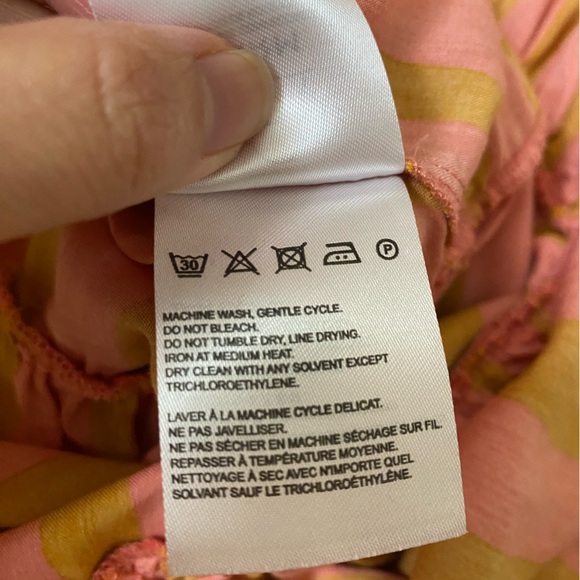 30 P
MACHINE WASH, GENTLE CYCLE.
DO NOT BLEACH.
DO NOT TUMBLE DRY, LINE DRYING.
IRON AT MEDIUM HEAT.
DRY CLEAN WITH ANY SOLVENT EXCEPT
TRICHLOROETHYLENE.
LAVER À LA MACHINE CYCLE DELICAT.
NE PAS JAVELLISER.
NE PAS SÉCHER EN MACHINE SÉCHAGE SUR FIL.
REPASSER À TEMPÉRATURE MOYENNE.
NETTOYAGE À SEC AVEC N'IMPORTE QUEL
SOLVANT SAUF LE TRICHLOROÉTHYLÈNE.